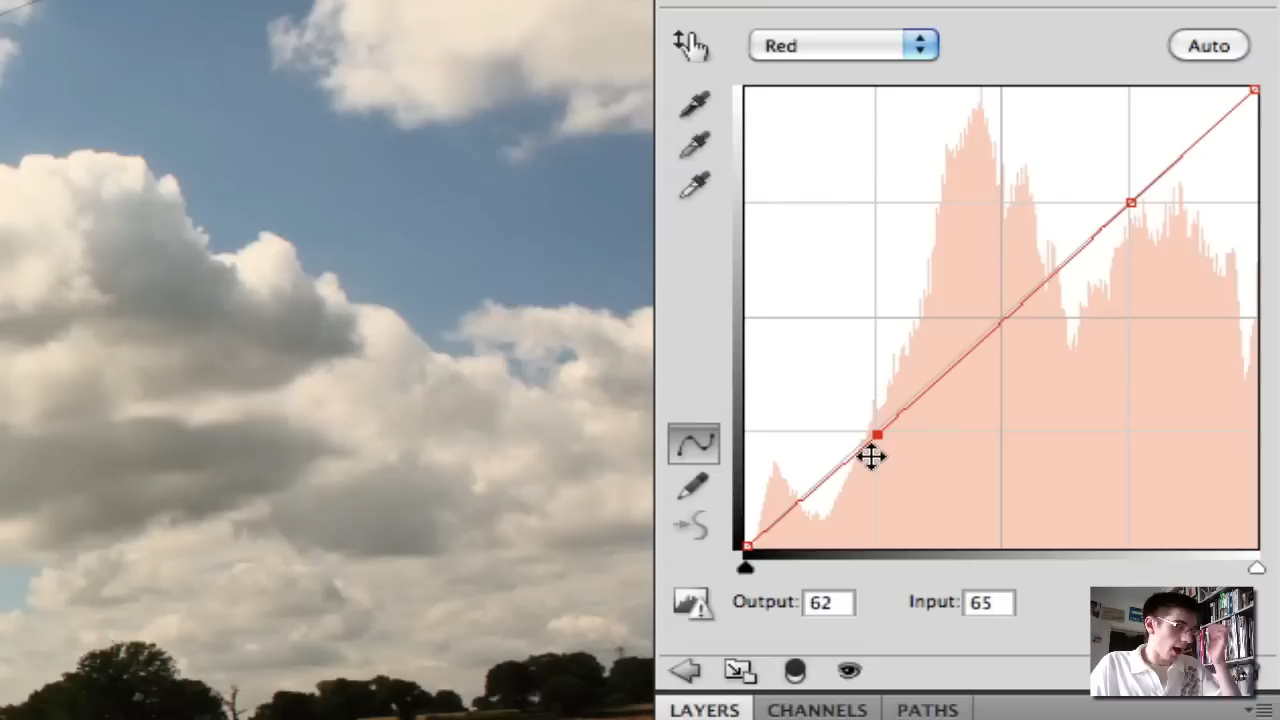 Red
Auto
Output: 62
Input: 65
LAYERS
CHANNELS
PATHS